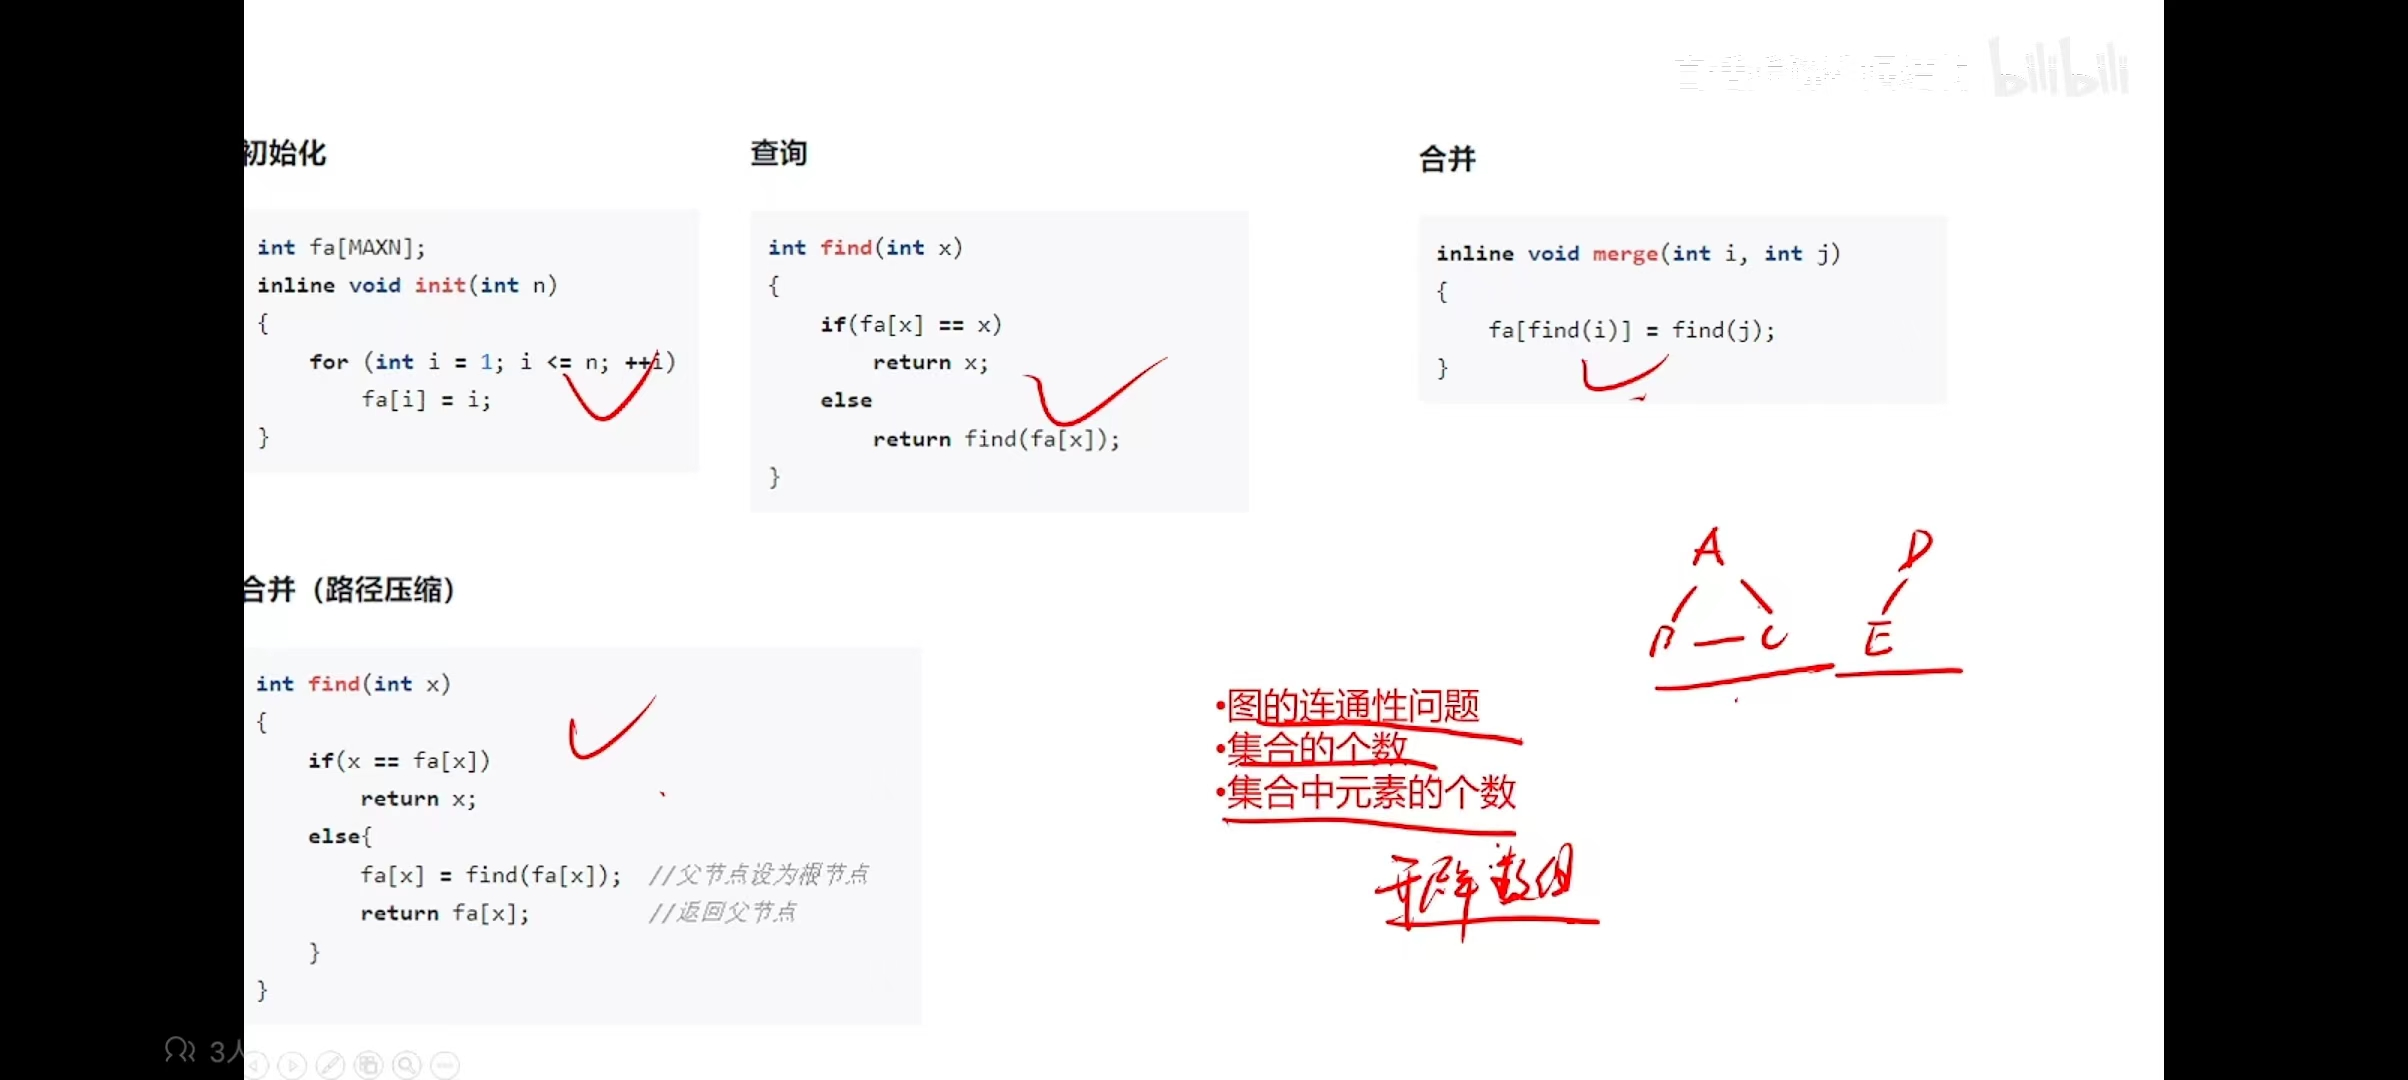 bilibili
初始化
int fa[MAXN];
inline void init(int n)
{
    for (int i = 1; i <= n; ++i)
        fa[i] = i;
}
查询
int find(int x)
{
    if(fa[x] == x)
        return x;
    else
        return find(fa[x]);
}
合并
inline void merge(int i, int j)
{
    fa[find(i)] = find(j);
}
合并（路径压缩）
int find(int x)
{
    if(x == fa[x])
        return x;
    else{
        fa[x] = find(fa[x]);  //父节点设为根节点
        return fa[x];         //返回父节点
    }
}
A
B C
D
E
•图的连通性问题
•集合的个数
•集合中元素的个数
数组
3人